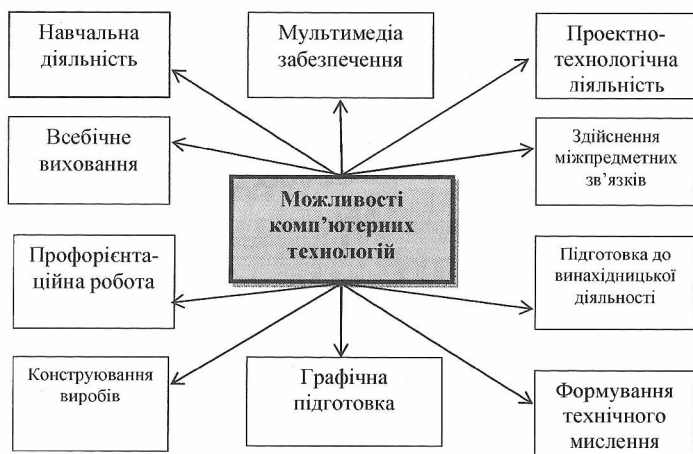 Навчальна
діяльність
Мультимедіа
забезпечення
Проектно-
технологічна
діяльність
Всебічне
виховання
Здійснення
міжпредметних
зв’язків
Можливості
комп’ютерних
технологій
Профорієнта-
ційна робота
Підготовка до
винахідницької
діяльності
Конструювання
виробів
Графічна
підготовка
Формування
технічного
мислення